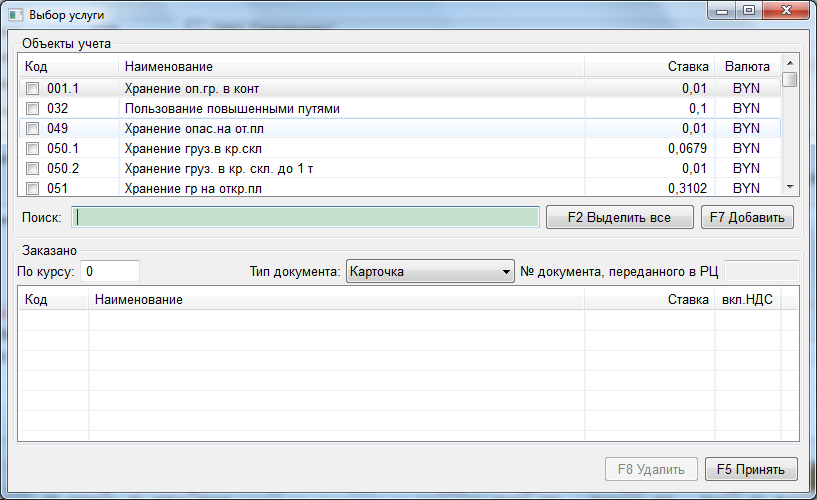 Выбор услуги
Объекты учета
Код Наименование Ставка Валюта
001.1 Хранение оп.гр. в конт 0,01 BYN
032 Пользование повышенными путями 0,1 BYN
049 Хранение опас.на от.пл 0,01 BYN
050.1 Хранение груз.в кр.скл 0,0679 BYN
050.2 Хранение груз. в кр. скл. до 1 т 0,01 BYN
051 Хранение гр на откр.пл 0,3102 BYN
Поиск: F2 Выделить все F7 Добавить
Заказано
По курсу: 0 Тип документа: Карточка № документа, переданного в РЦ
Код Наименование Ставка вкл.НДС
F8 Удалить F5 Принять